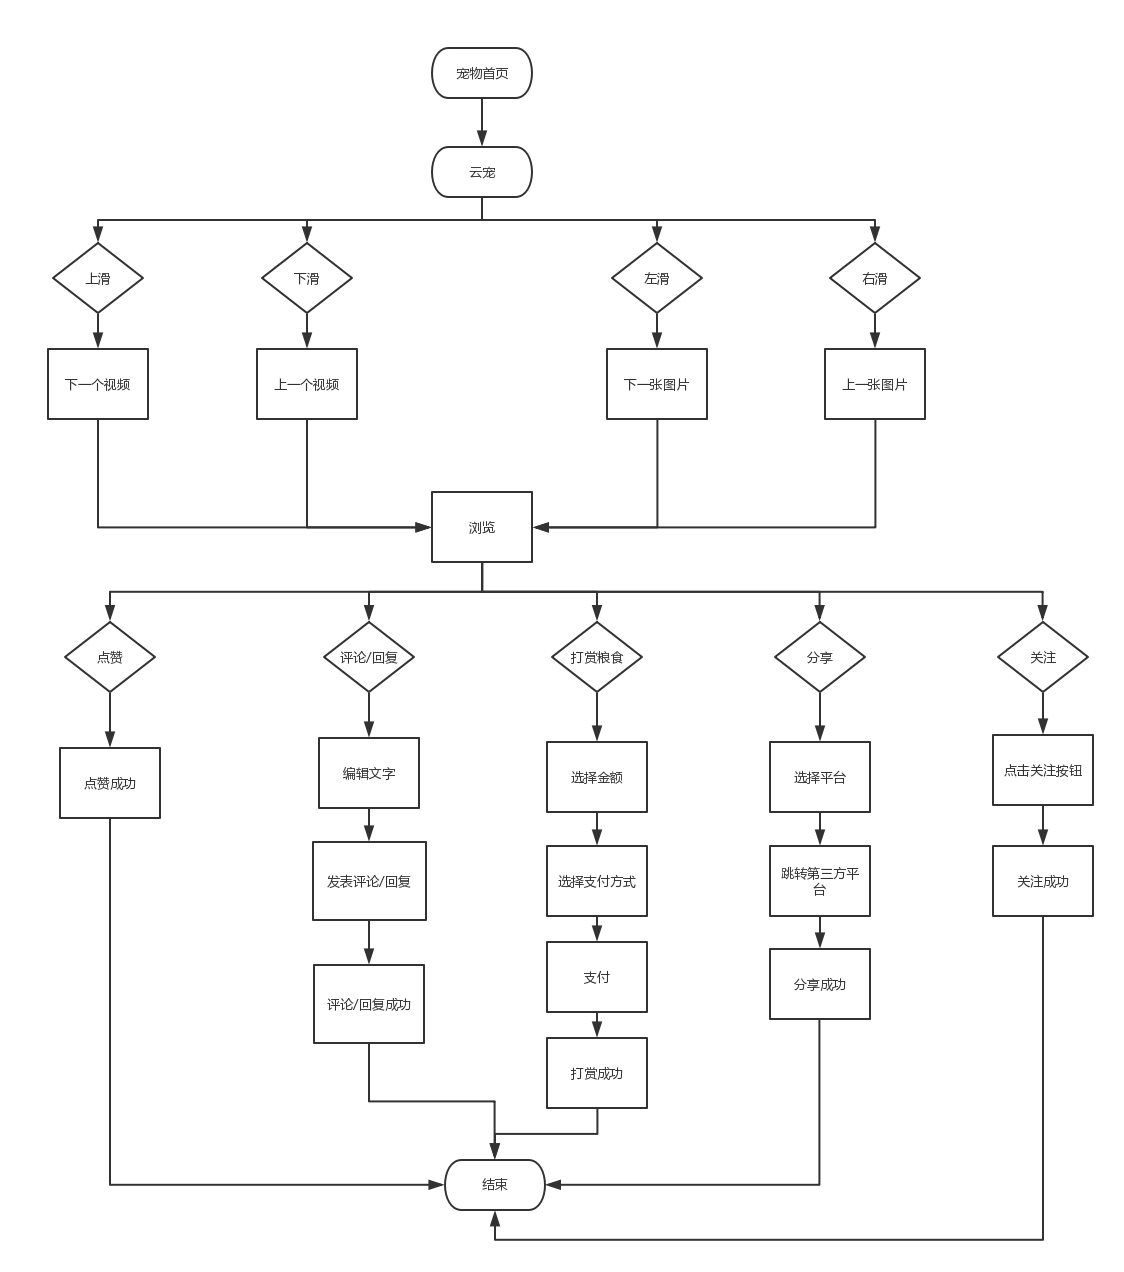 宠物首页
云宠
上滑
下滑
左滑
右滑
下一个视频
上一个视频
下一张图片
上一张图片
浏览
点赞
评论/回复
打赏粮食
分享
关注
点赞成功
编辑文字
选择金额
选择平台
点击关注按钮
发表评论/回复
选择支付方式
跳转第三方平
台
关注成功
评论/回复成功
支付
分享成功
打赏成功
结束